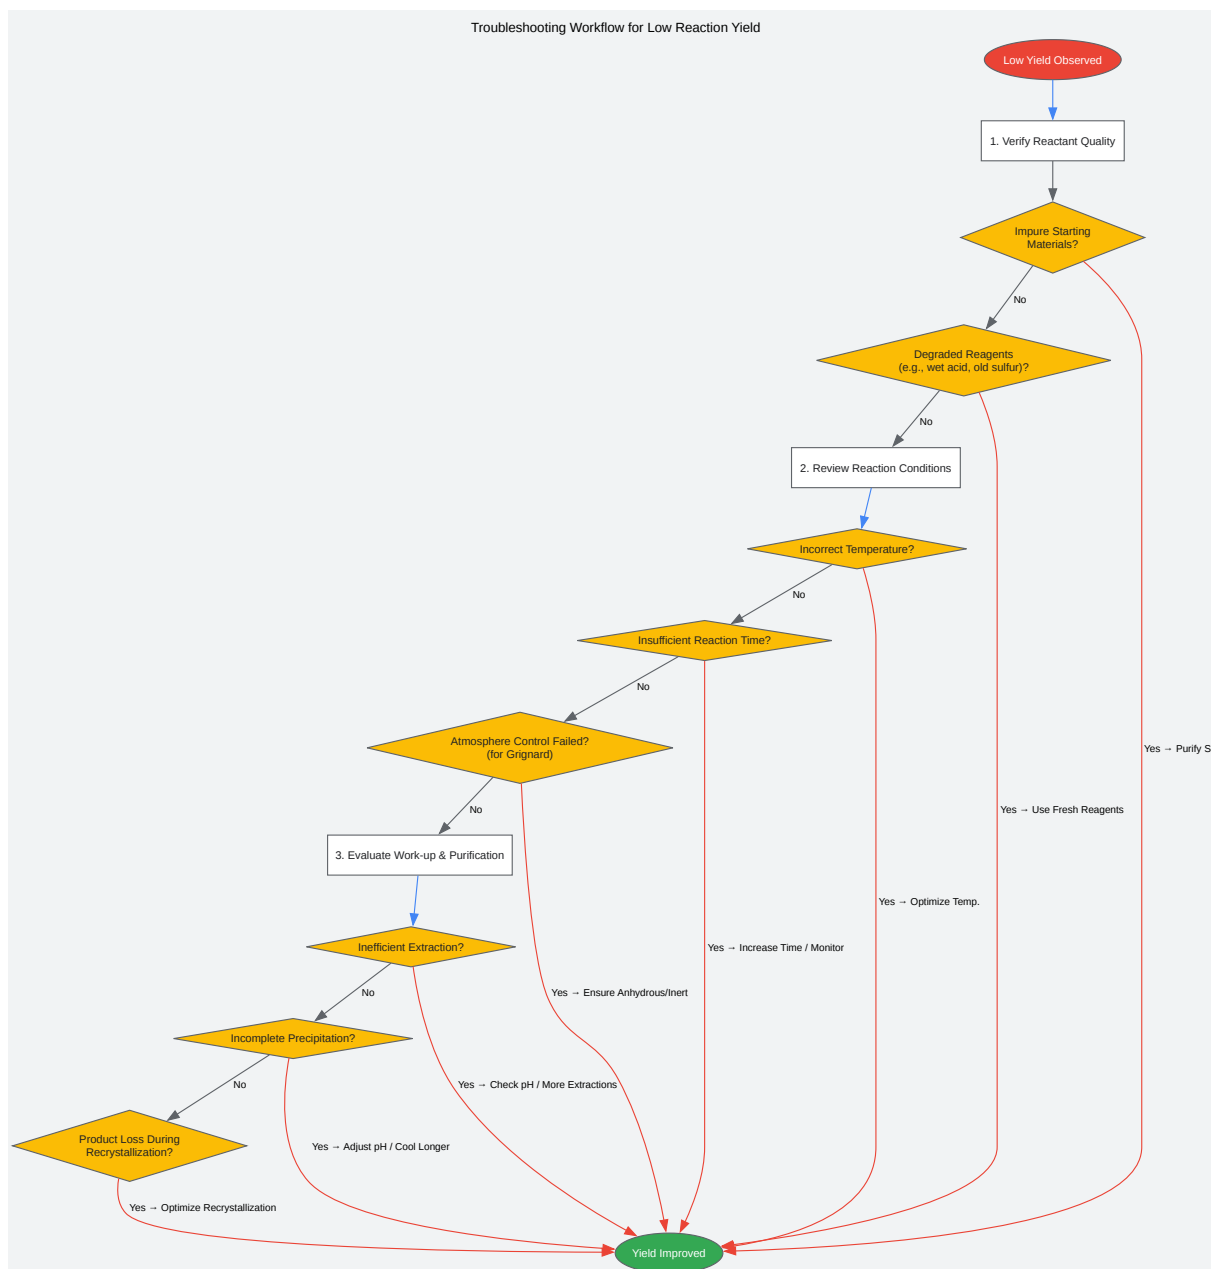 Troubleshooting Workflow for Low Reaction Yield
Low Yield Observed
1. Verify Reactant Quality
Impure Starting
Materials?
No
Degraded Reagents
(e.g., wet acid, old sulfur)?
No
2. Review Reaction Conditions
Incorrect Temperature?
No
Insufficient Reaction Time?
No
Atmosphere Control Failed?
(for Grignard)
Yes → Purify S
No
Yes → Use Fresh Reagents
3. Evaluate Work-up & Purification
Yes → Optimize Temp.
Inefficient Extraction?
Yes → Increase Time / Monitor
No
Yes → Ensure Anhydrous/Inert
Incomplete Precipitation?
No
Yes → Check pH / More Extractions
Product Loss During
Recrystallization?
Yes → Adjust pH / Cool Longer
Yes → Optimize Recrystallization
Yield Improved